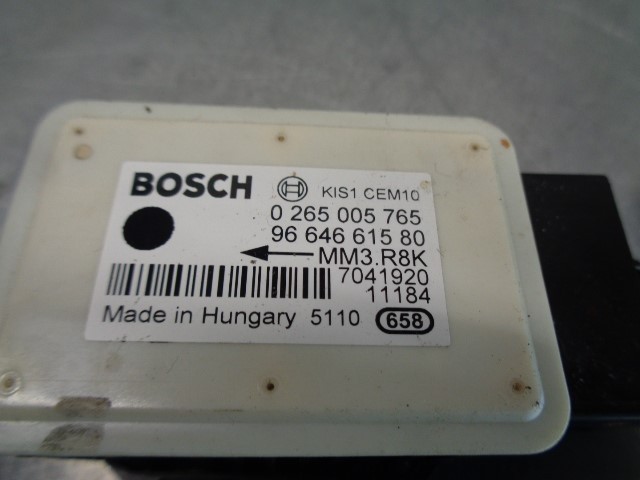 BOSCH KIS1 CEM10
0 265 005 765
96 646 615 80
MM3.R8K
7041920
11184
Made in Hungary 5110 658